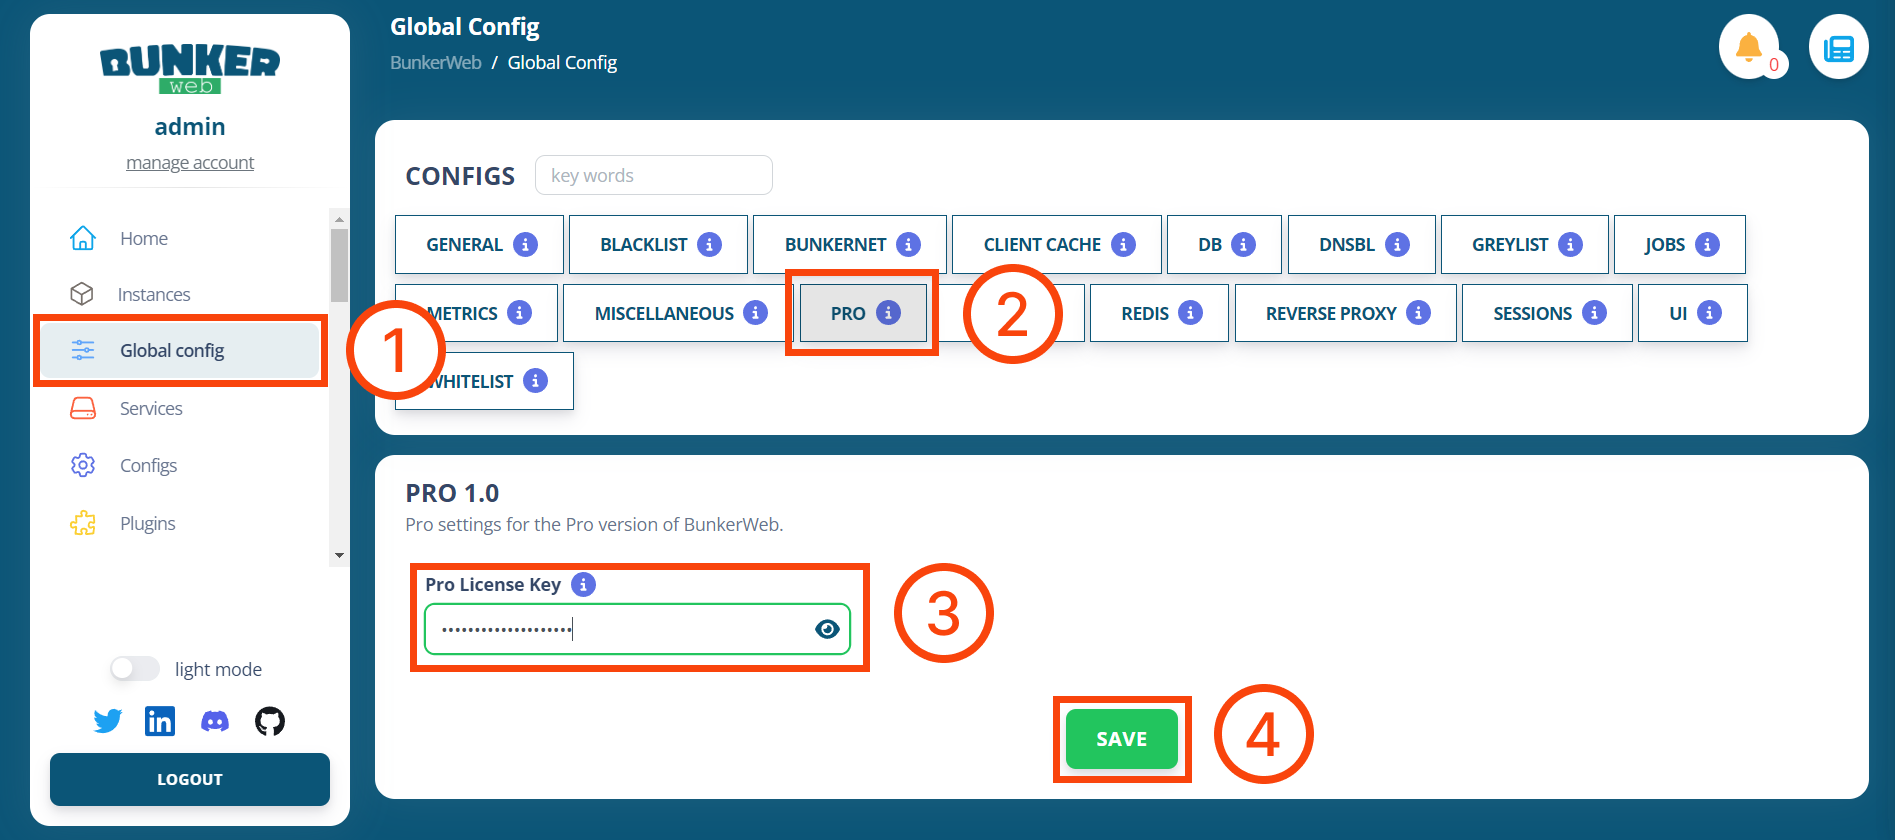 BUNKER
web
admin
manage account
Home
Instances
Global config
1
Services
Configs
Plugins
light mode
LOGOUT
Global Config
BunkerWeb / Global Config
0
CONFIGS key words
GENERAL BLACKLIST BUNKERNET CLIENT CACHE DB DNSBL GREYLIST JOBS
METRICS MISCELLANEOUS PRO 2 REDIS REVERSE PROXY SESSIONS UI
WHITELIST
PRO 1.0
Pro settings for the Pro version of BunkerWeb.
Pro License Key
3
SAVE
4